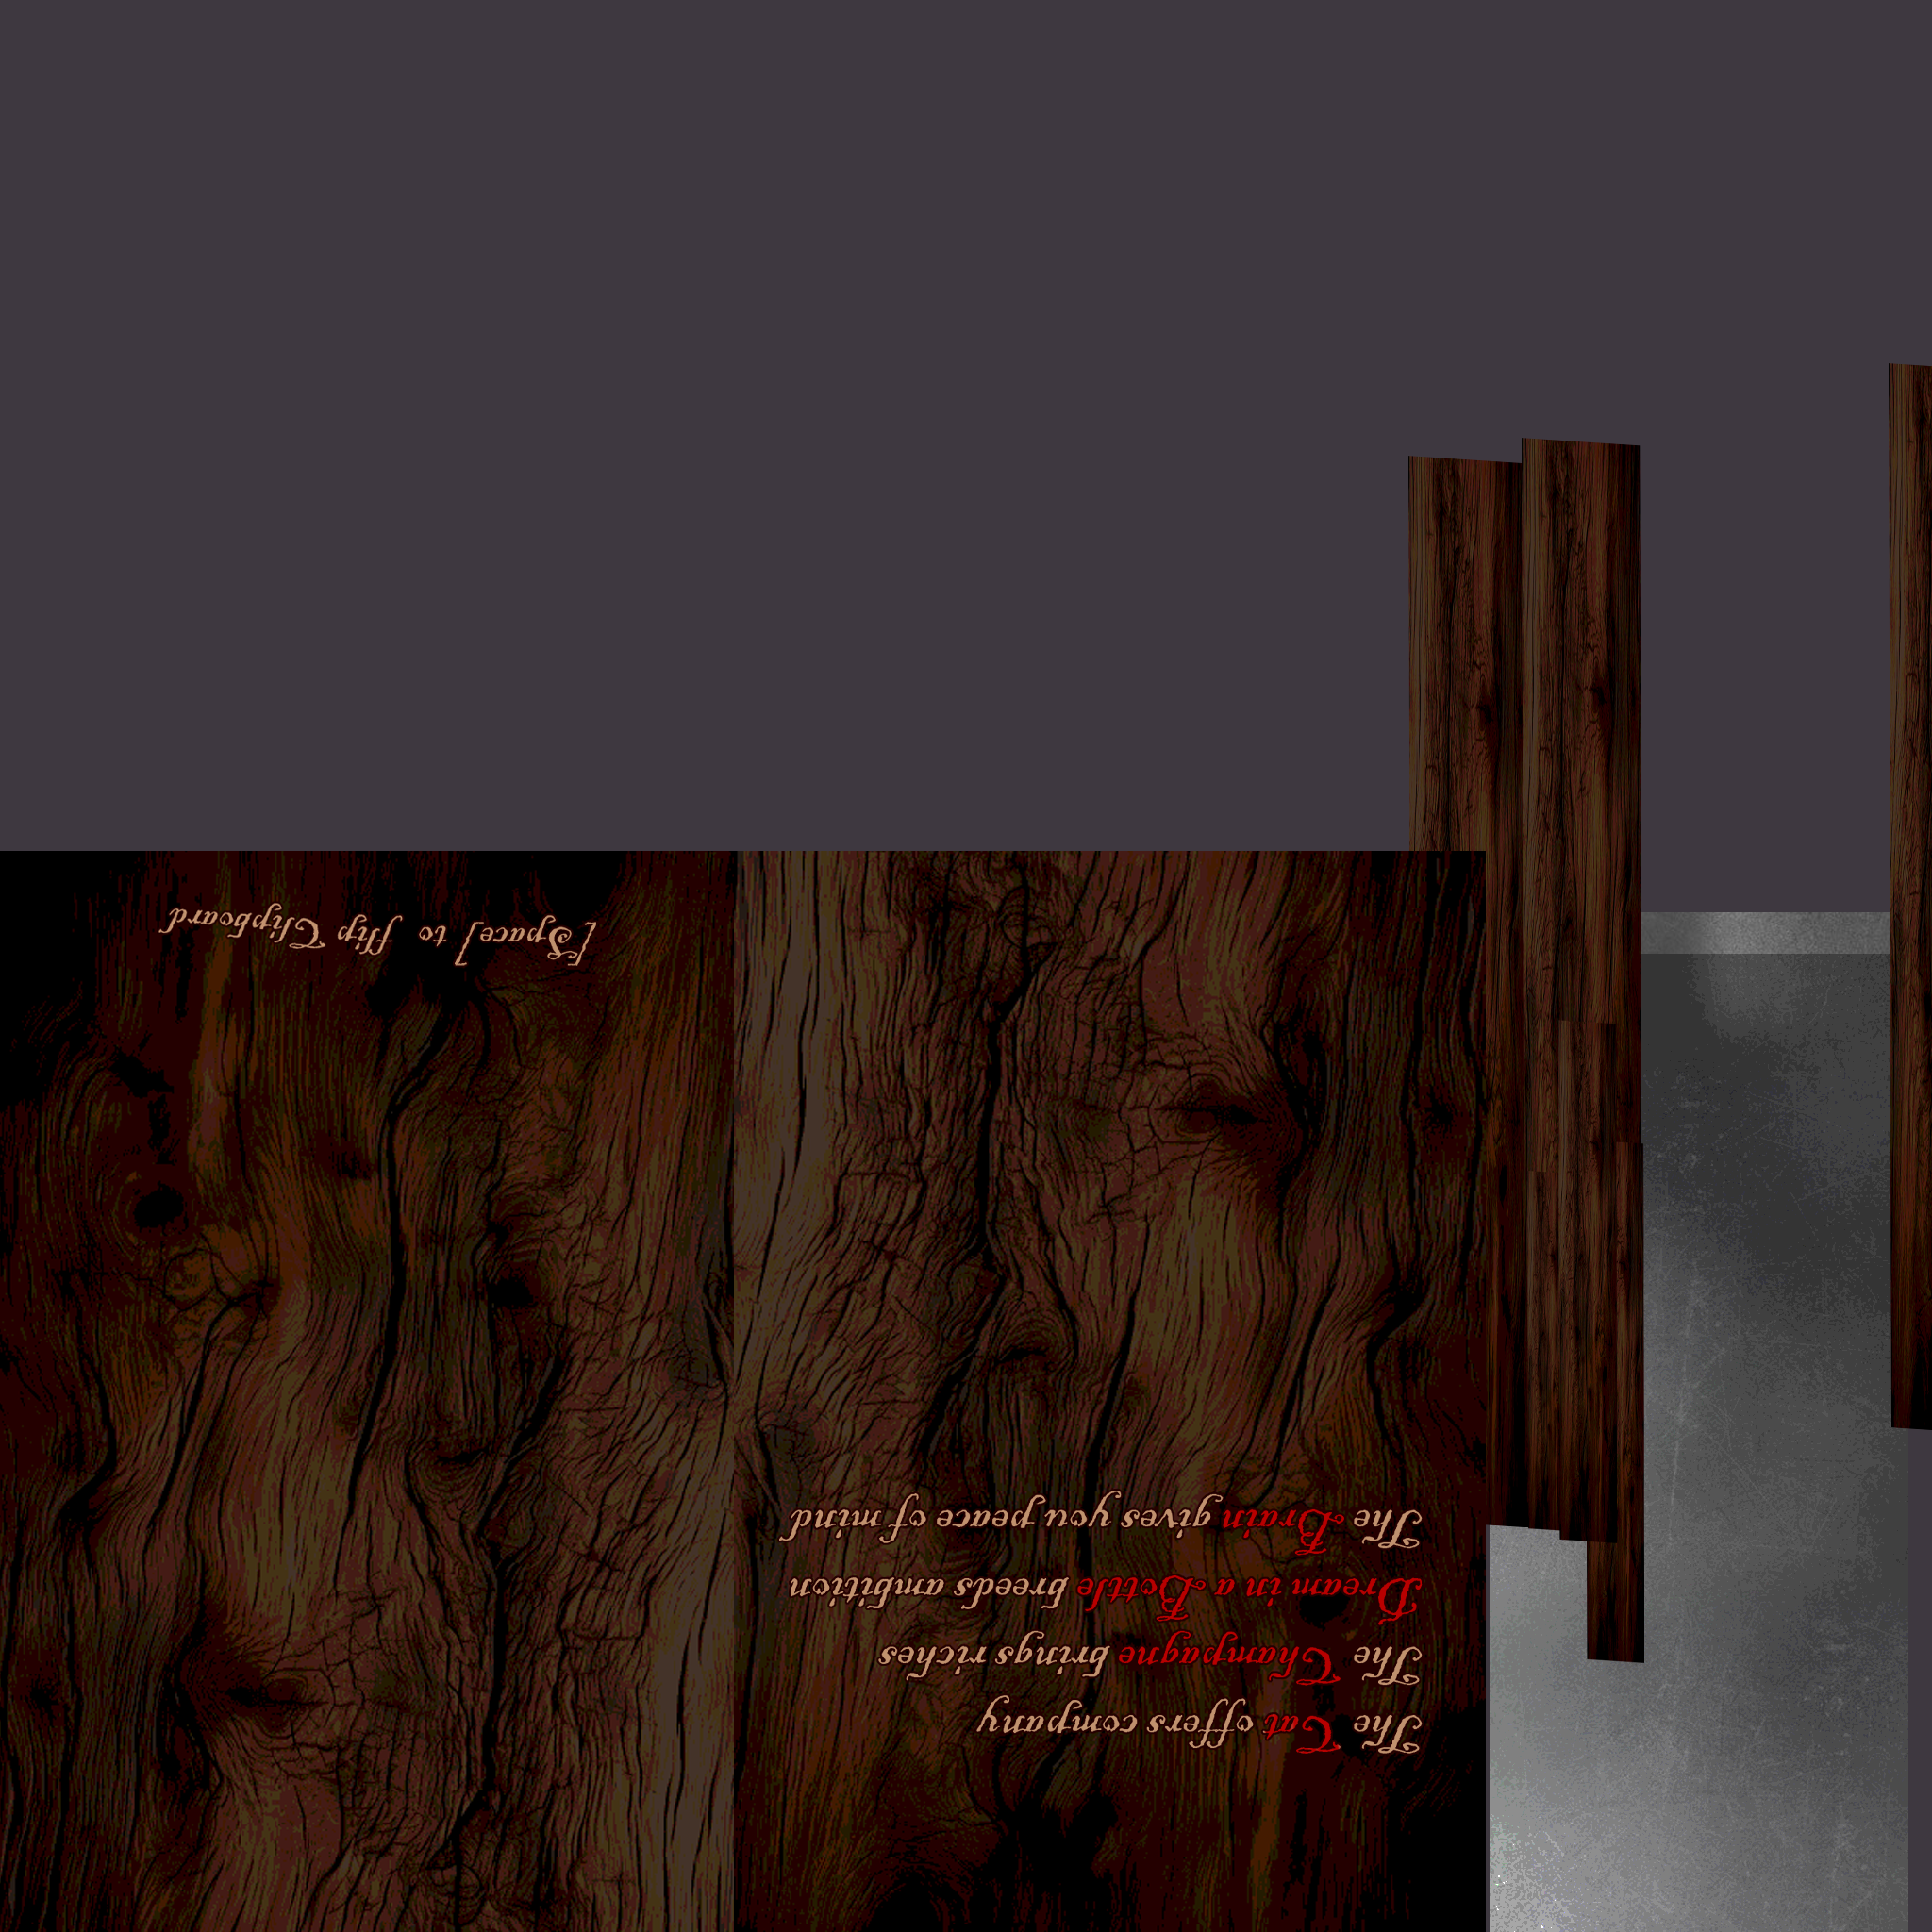 The Cat offers company
The Champagne brings riches
Dream in a Bottle breeds ambition
The Brain gives you peace of mind
[Space] to flip Clipboard